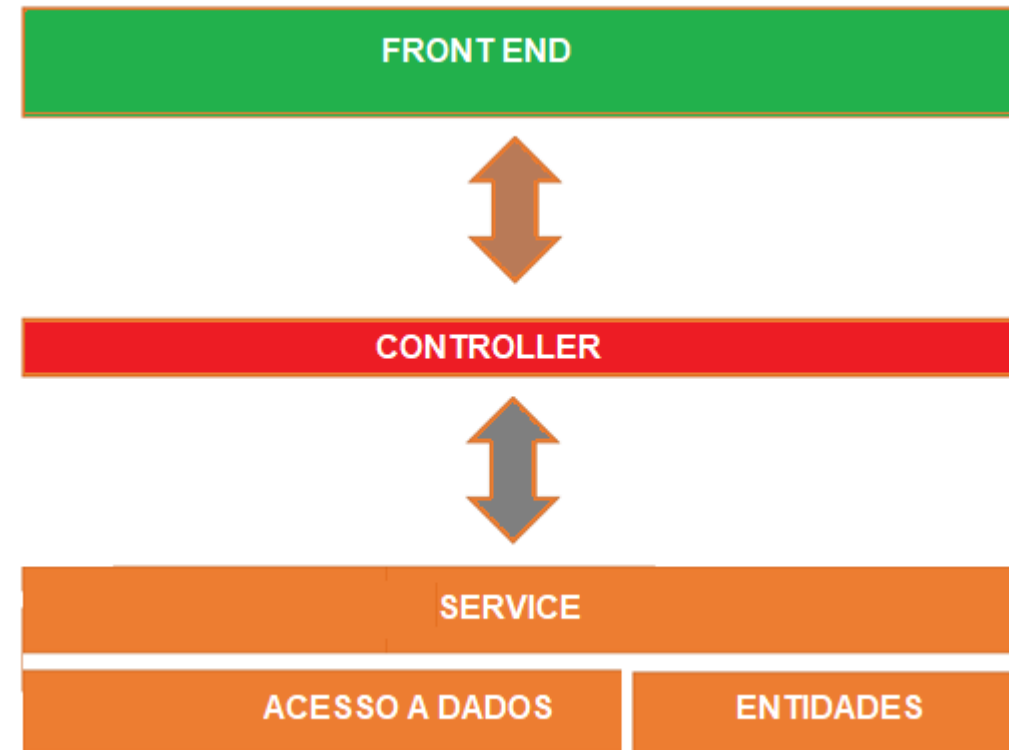 FRONT END
CONTROLLER
SERVICE
ACESSO A DADOS
ENTIDADES